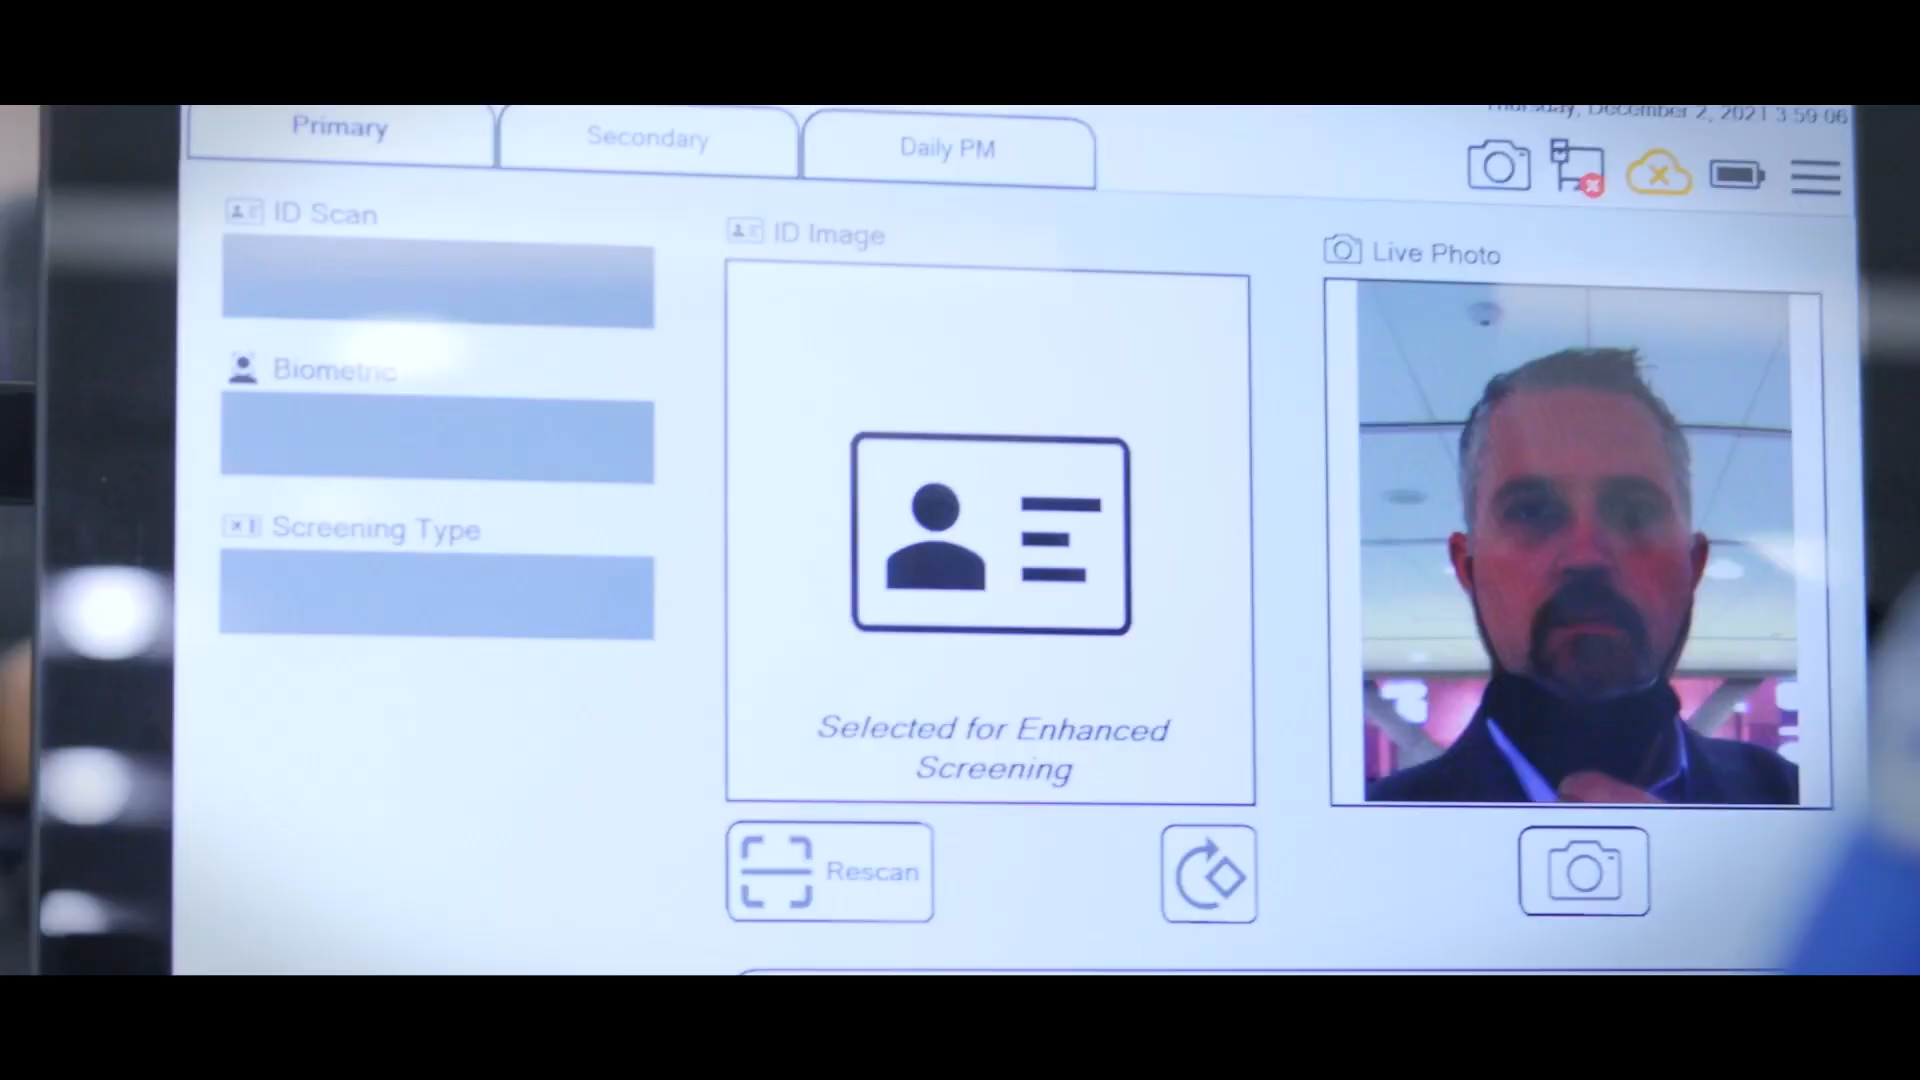 Thursday, December 2, 2021 3:59:06
Primary
Secondary
Daily PM
ID Scan
ID Image
Live Photo
Biometric
Screening Type
Selected for Enhanced
Screening
Rescan